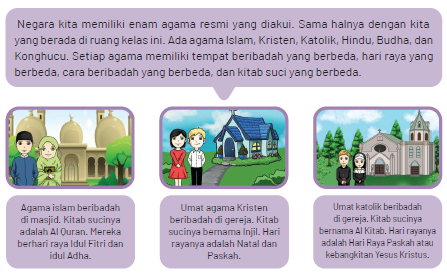 Negara kita memiliki enam agama resmi yang diakui. Sama halnya dengan kita
yang berada di ruang kelas ini. Ada agama Islam, Kristen, Katolik, Hindu, Budha, dan
Konghucu. Setiap agama memiliki tempat beribadah yang berbeda, hari raya yang
berbeda, cara beribadah yang berbeda, dan kitab suci yang berbeda.
Agama islam beribadah
di masjid. Kitab sucinya
adalah Al Quran. Mereka
berhari raya Idul Fitri dan
idul Adha.
Umat agama Kristen
beribadah di gereja. Kitab
sucinya bernama Injil. Hari
rayanya adalah Natal dan
Paskah.
Umat katolik beribadah
di gereja. Kitab sucinya
bernama Al Kitab. Hari rayanya
adalah Hari Raya Paskah atau
kebangkitan Yesus Kristus.